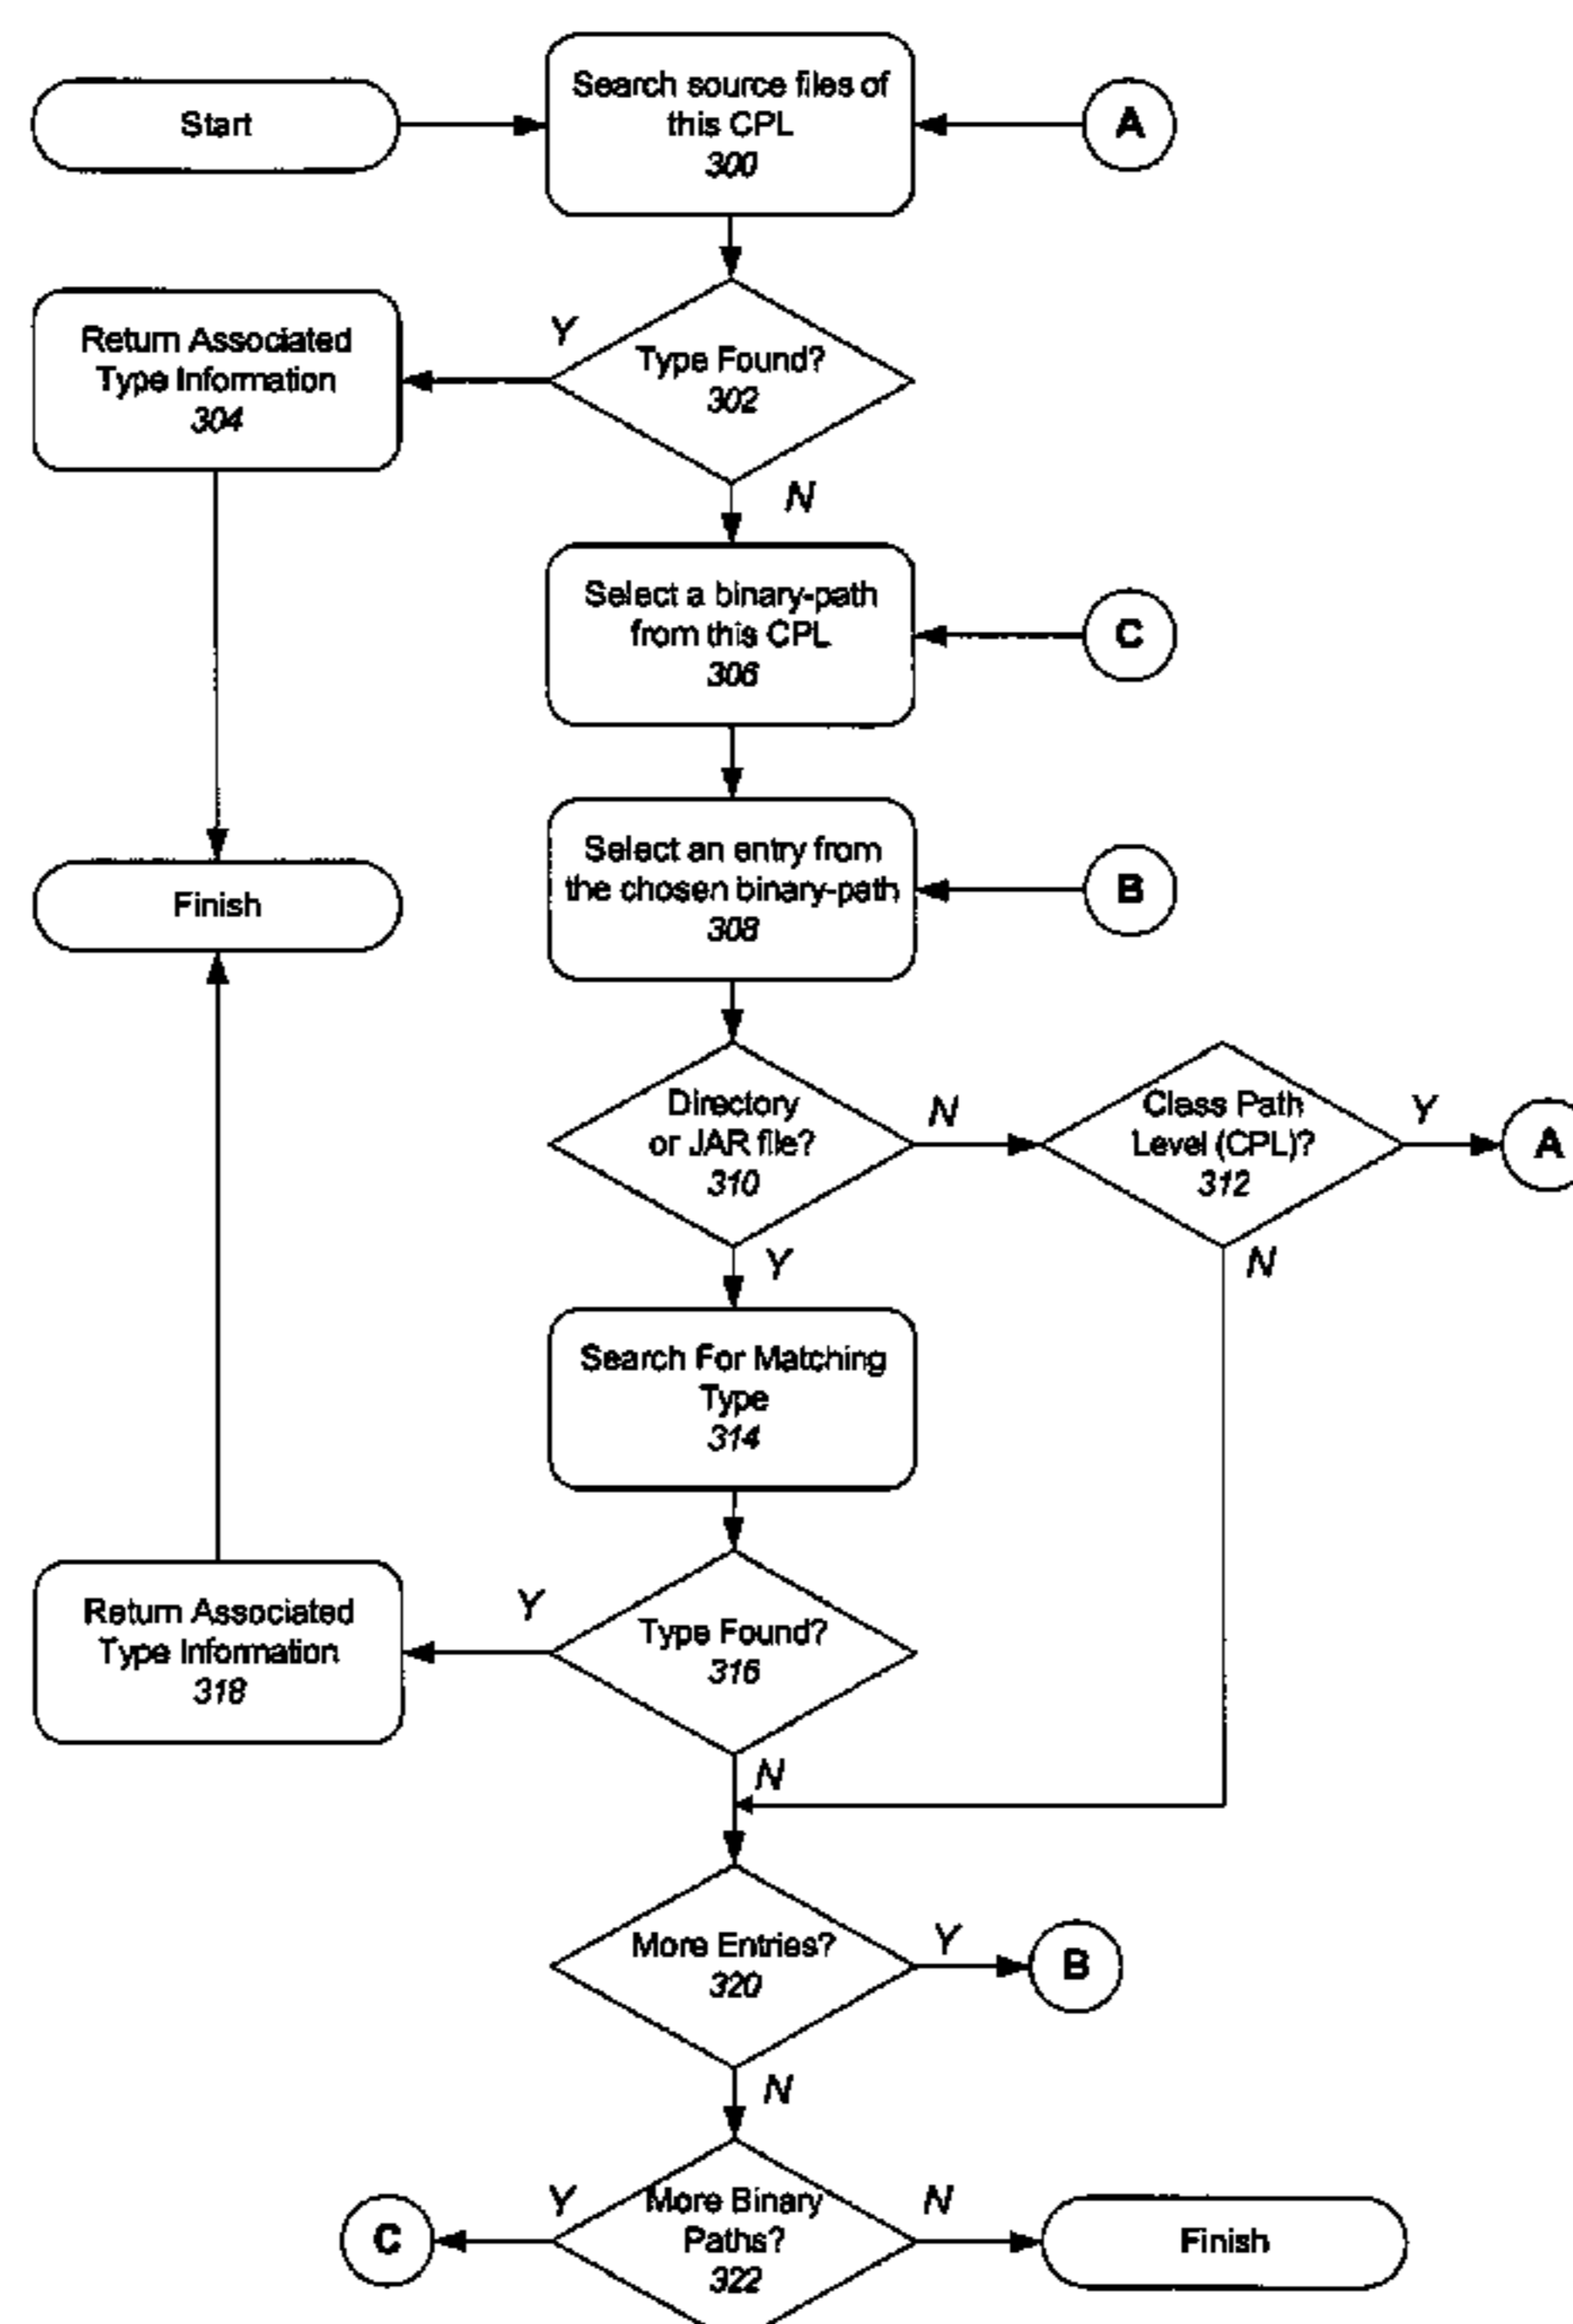 Start
Search source files of
this CPL
300
A
Return Associated
Type Information
304
Y
Type Found?
302
N
Select a binary-path
from this CPL
306
C
Finish
Select an entry from
the chosen binary-path
308
B
Directory
or JAR file?
310
N
Class Path
Level (CPL)?
312
Y
A
Y
N
Search For Matching
Type
314
Return Associated
Type Information
318
Y
Type Found?
316
N
More Entries?
320
Y
B
N
C
Y
More Binary
Paths?
322
N
Finish